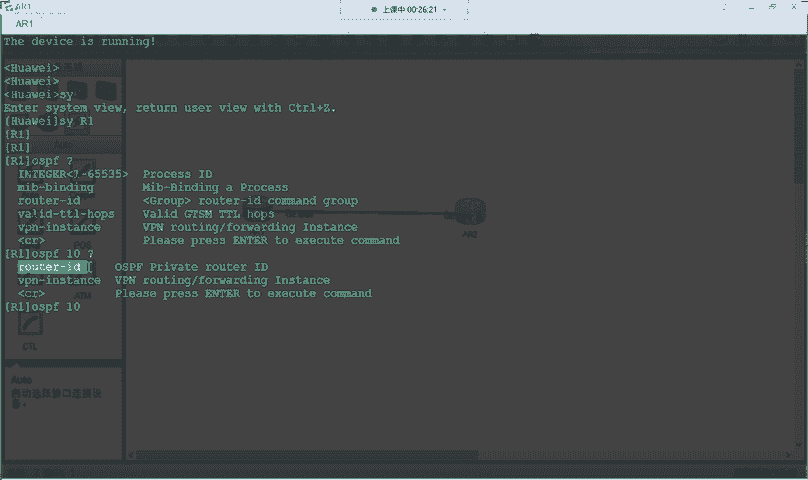 AR1
上课中 00:26:21
AR1
The device is running!
<Huawei>
<Huawei>
<Huawei>sy
Enter system view, return user view with Ctrl+Z.
[Huawei]sy R1
[R1]
[R1]
[R1]ospf ?
INTEGER<1-65535> Process ID
mib-binding Mib-Binding a Process
router-id <Group> router-id command group
valid-ttl-hops Valid GTSM TTL hops
vpn-instance VPN routing/forwarding Instance
<cr> Please press ENTER to execute command
[R1]ospf 10 ?
router-id OSPF Private router ID
vpn-instance VPN routing/forwarding Instance
<cr> Please press ENTER to execute command
[R1]ospf 10
Auto
AR2
CTL
Auto